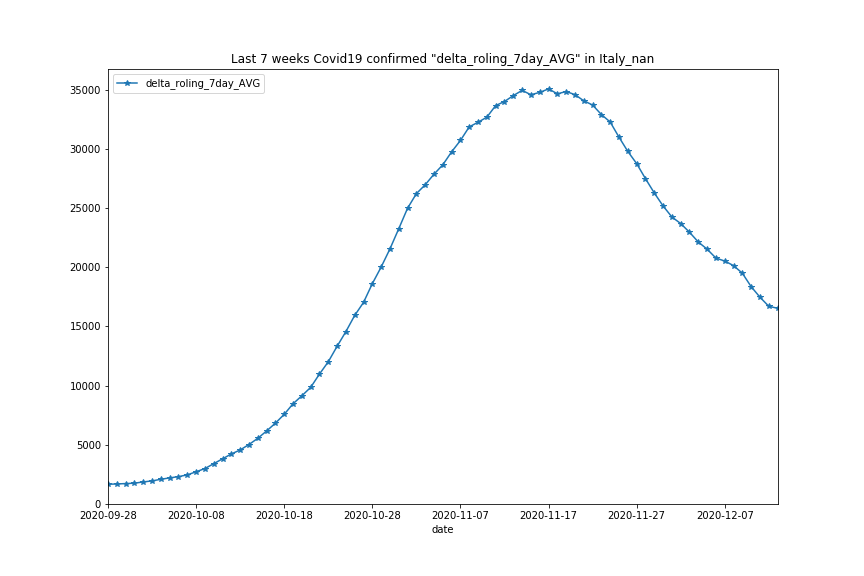 Last 7 weeks Covid19 confirmed "delta_roling_7day_AVG" in Italy_nan
delta_roling_7day_AVG
35000
30000
25000
20000
15000
10000
5000
0
2020-09-28 2020-10-08 2020-10-18 2020-10-28 2020-11-07 2020-11-17 2020-11-27 2020-12-07
date